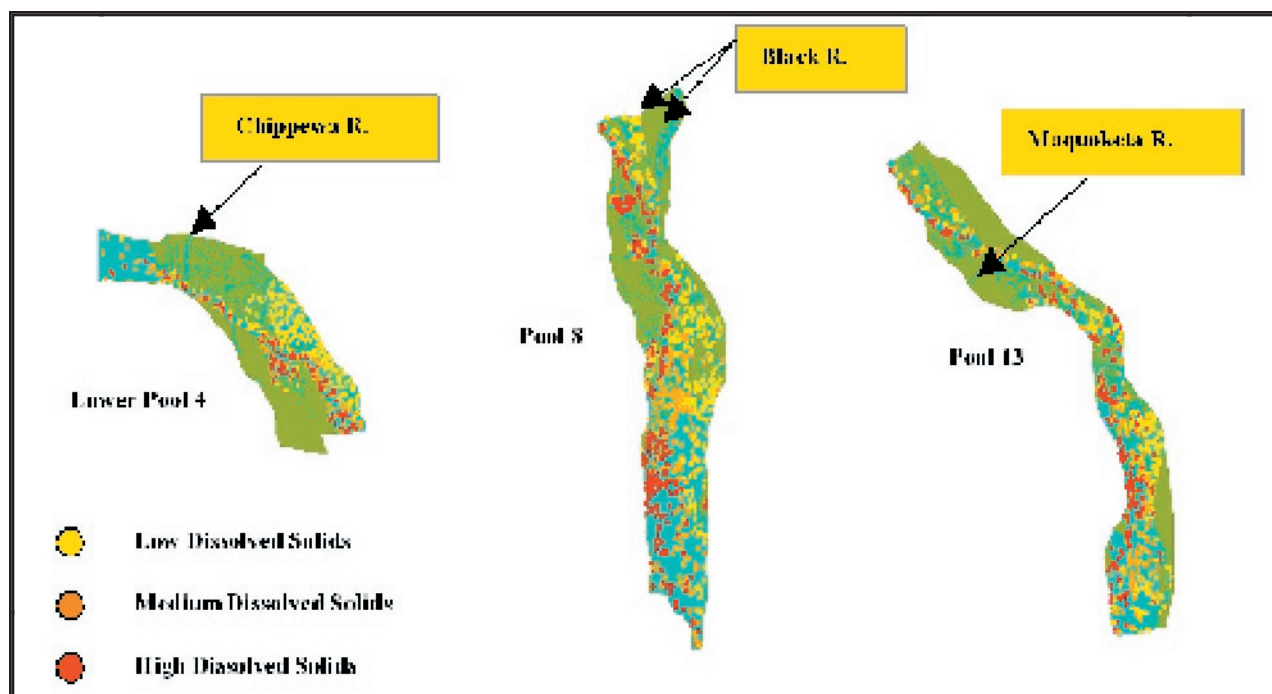 Black R.
Chippewa R.
Maquoketa R.
Pool 8
Pool 13
Lower Pool 4
Low Dissolved Solids
Medium Dissolved Solids
High Dissolved Solids